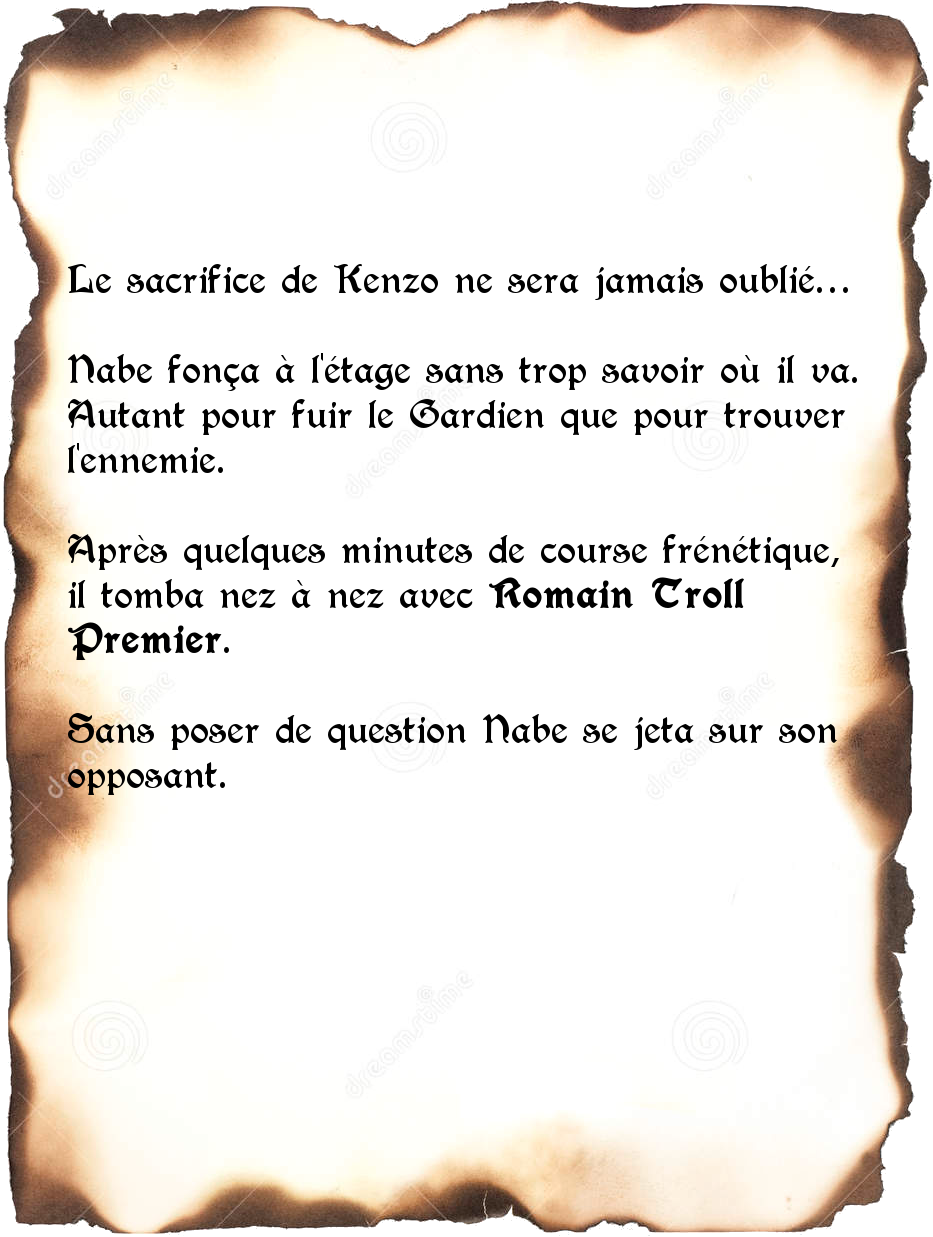 Le sacrifice de Kenzo ne sera jamais oublié...
Nabe fonça à l'étage sans trop savoir où il va.
Autant pour fuir le Gardien que pour trouver
l'ennemie.
Après quelques minutes de course frénétique,
il tomba nez à nez avec Romain Troll
Premier.
Sans poser de question Nabe se jeta sur son
opposant.
dreamstime
dreamstime
dreamstime
dreamstime
dreamstime
dreamstime